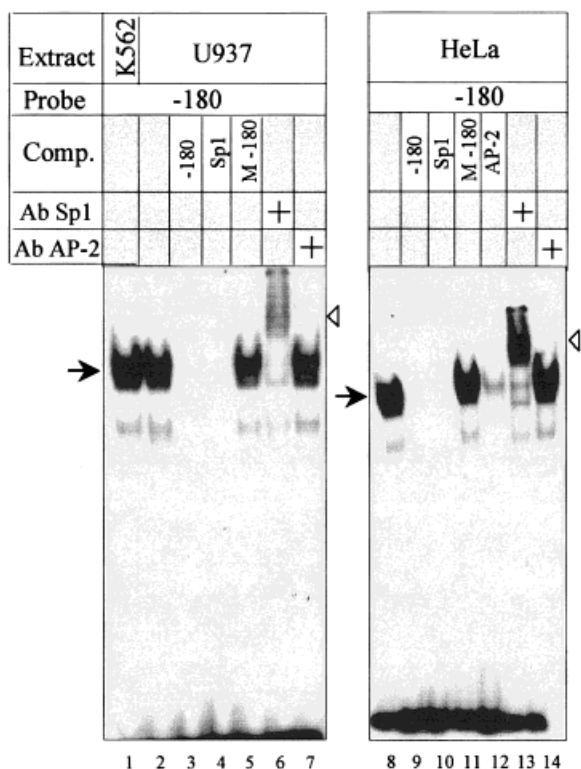 Extract K562 U937
Probe -180
Comp. -180 Sp1 M -180
Ab Sp1 +
Ab AP-2 +
1 2 3 4 5 6 7
HeLa
-180
-180 Sp1 M -180 AP-2
+
+
8 9 10 11 12 13 14